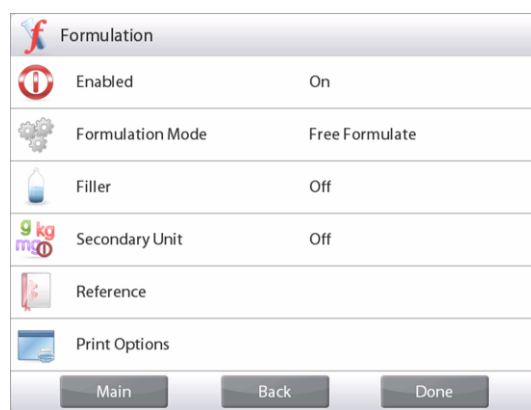 Formulation
Enabled On
Formulation Mode Free Formulate
Filler Off
g kg
mg
Secondary Unit Off
Reference
Print Options
Main Back Done